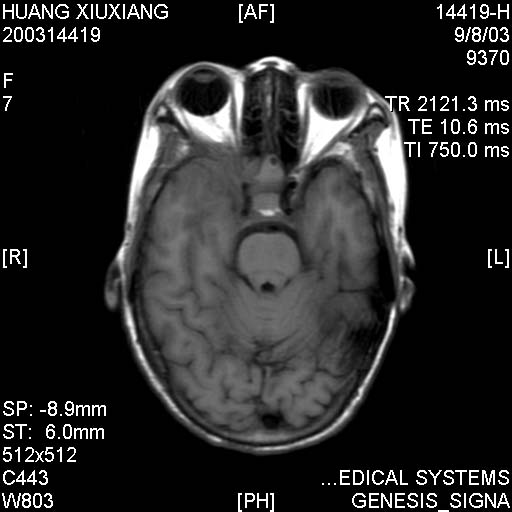 HUANG XIUXIANG
200314419
F
7
[AF]
14419-H
9/8/03
9370
TR 2121.3 ms
TE 10.6 ms
TI 750.0 ms
[R]
[L]
SP: -8.9mm
ST: 6.0mm
512x512
C443
W803
[PH]
...EDICAL SYSTEMS
GENESIS_SIGNA